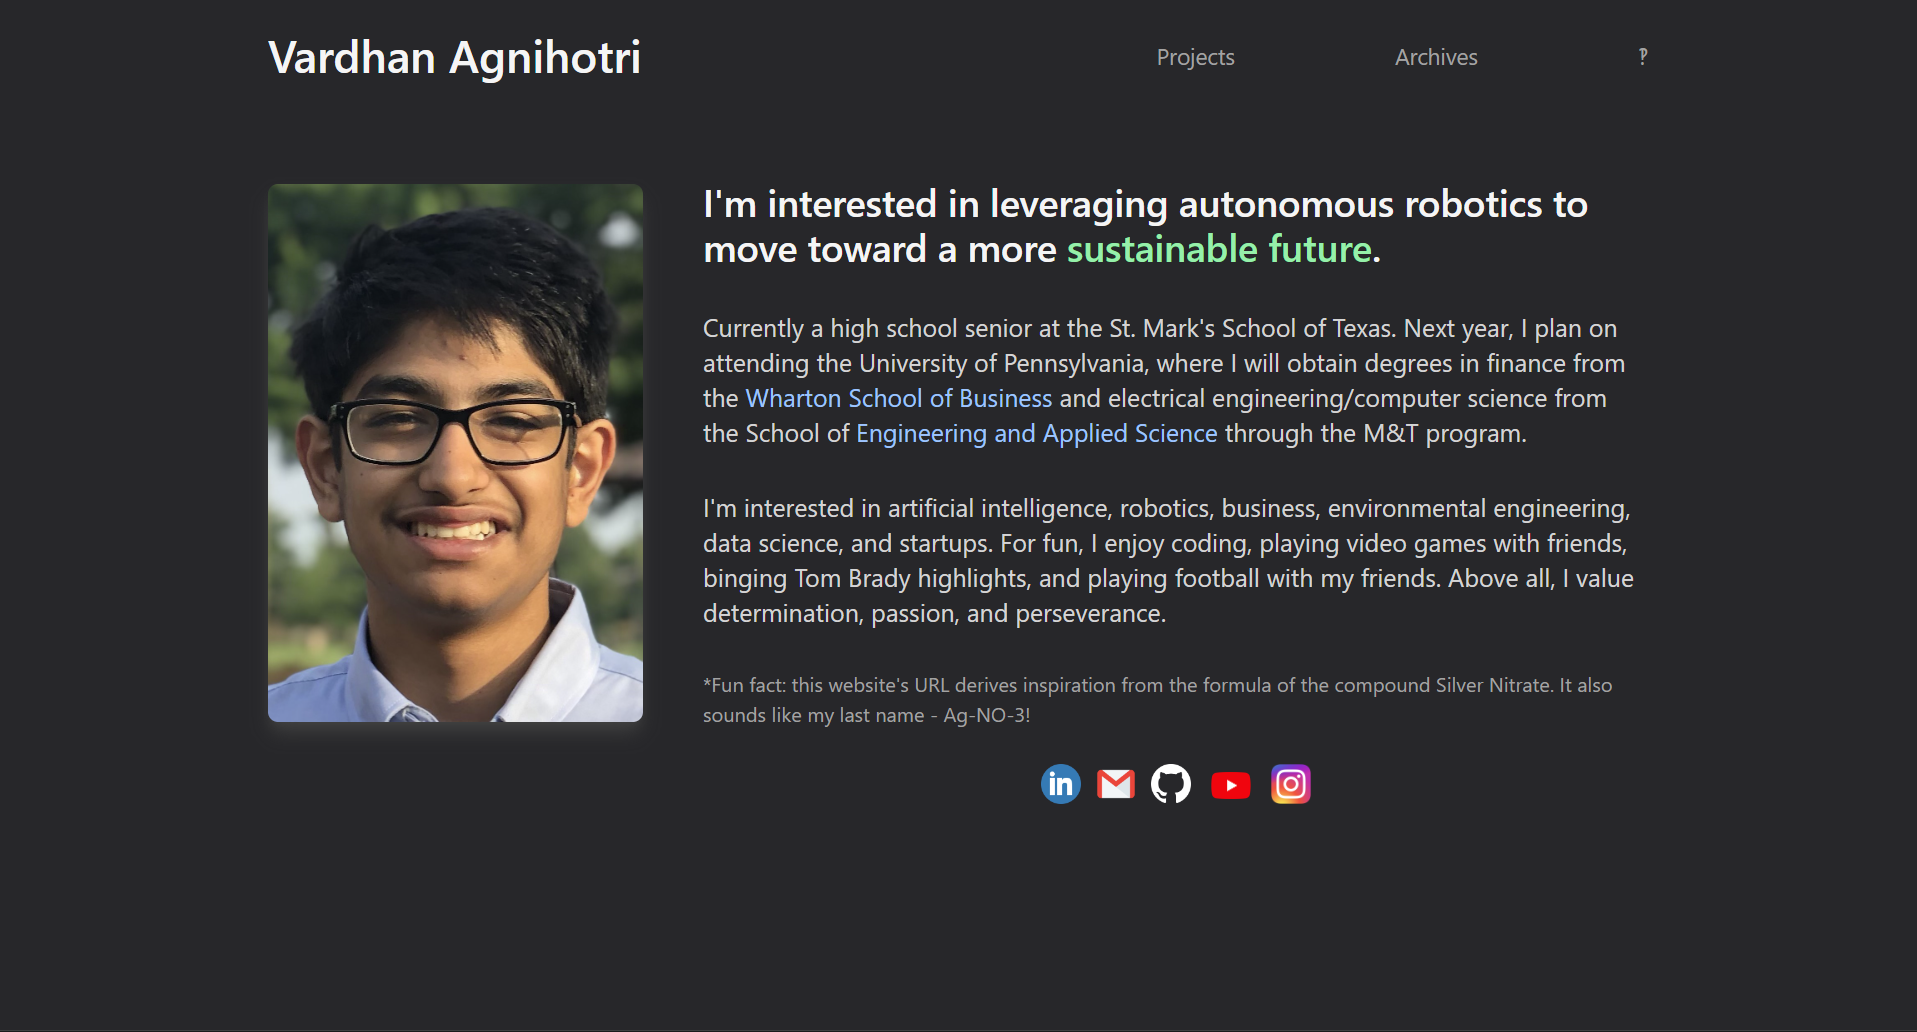 Vardhan Agnihotri
Projects
Archives
‽
I'm interested in leveraging autonomous robotics to
move toward a more sustainable future.
Currently a high school senior at the St. Mark's School of Texas. Next year, I plan on
attending the University of Pennsylvania, where I will obtain degrees in finance from
the Wharton School of Business and electrical engineering/computer science from
the School of Engineering and Applied Science through the M&T program.
I'm interested in artificial intelligence, robotics, business, environmental engineering,
data science, and startups. For fun, I enjoy coding, playing video games with friends,
binging Tom Brady highlights, and playing football with my friends. Above all, I value
determination, passion, and perseverance.
*Fun fact: this website's URL derives inspiration from the formula of the compound Silver Nitrate. It also
sounds like my last name - Ag-NO-3!
in